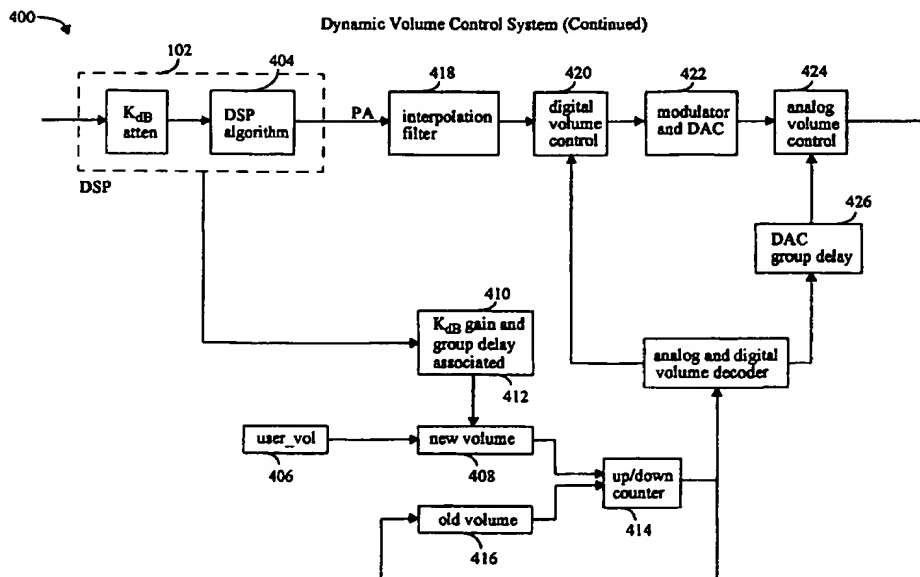 400
Dynamic Volume Control System (Continued)
102
404
418
420
422
424
K_dB
atten
DSP
algorithm
PA
interpolation
filter
digital
volume
control
modulator
and DAC
analog
volume
control
DSP
426
DAC
group delay
410
K_dB gain and
group delay
associated
412
analog and digital
volume decoder
user_vol
406
new volume
408
up/down
counter
414
old volume
416